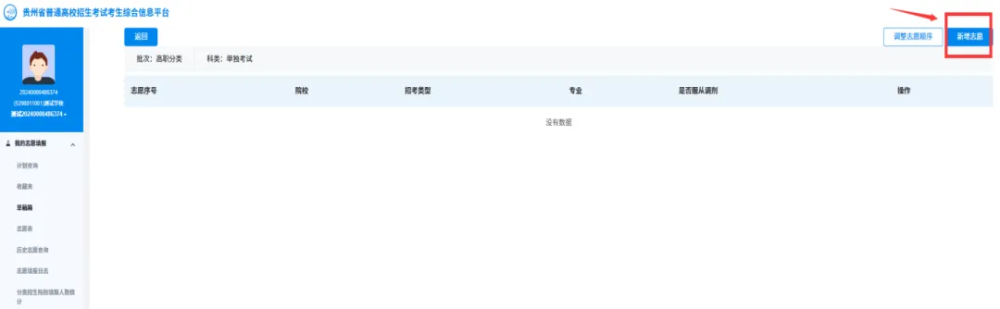 贵州省普通高校招生考试考生综合信息平台
返回
调整志愿顺序
新增志愿
批次：高职分类
科类：单独考试
志愿序号
院校
招考类型
专业
是否服从调剂
操作
没有数据
20240000486374
测试20240000486374
我的志愿填报
计划查询
收藏夹
草稿箱
志愿表
历史志愿查询
志愿填报日志
分类招生院校填报人数统
计